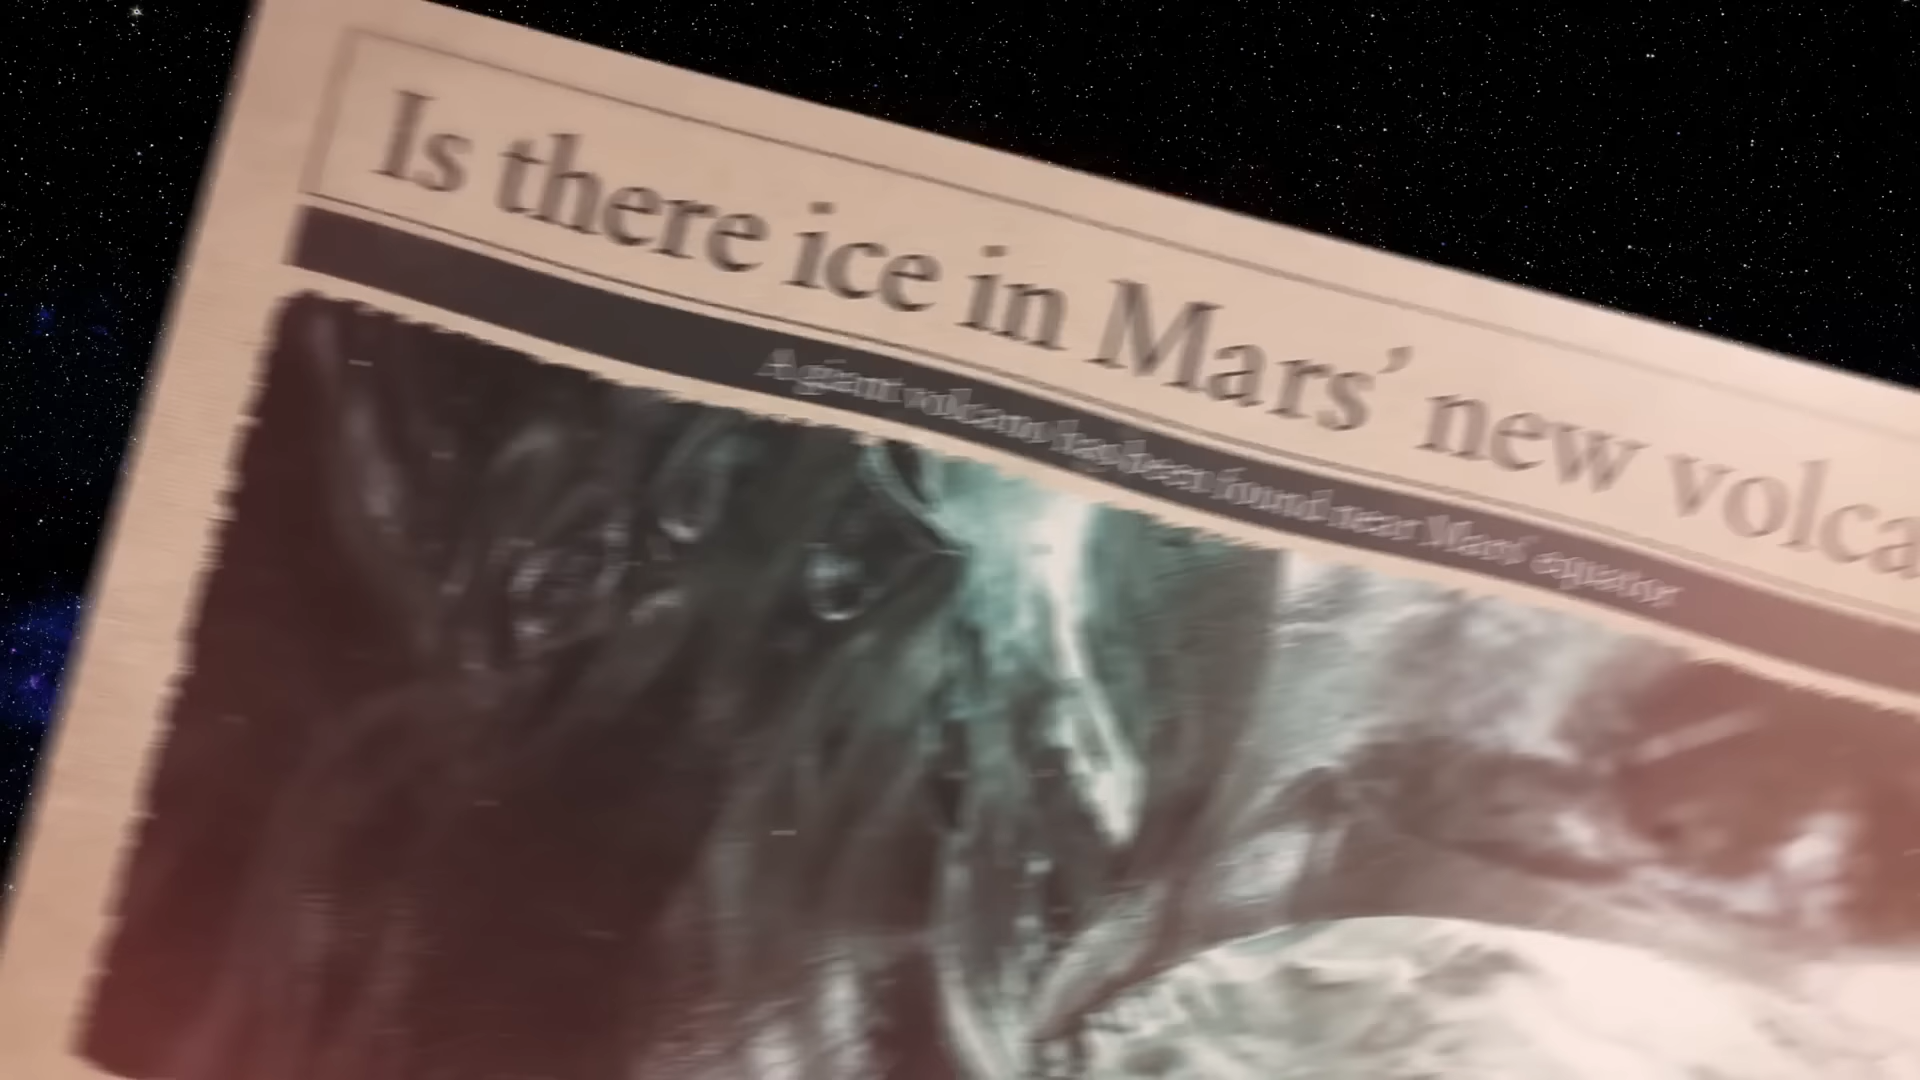 Is there ice in Mars’ new volca
A giant volcano has been found near Mars’ equator